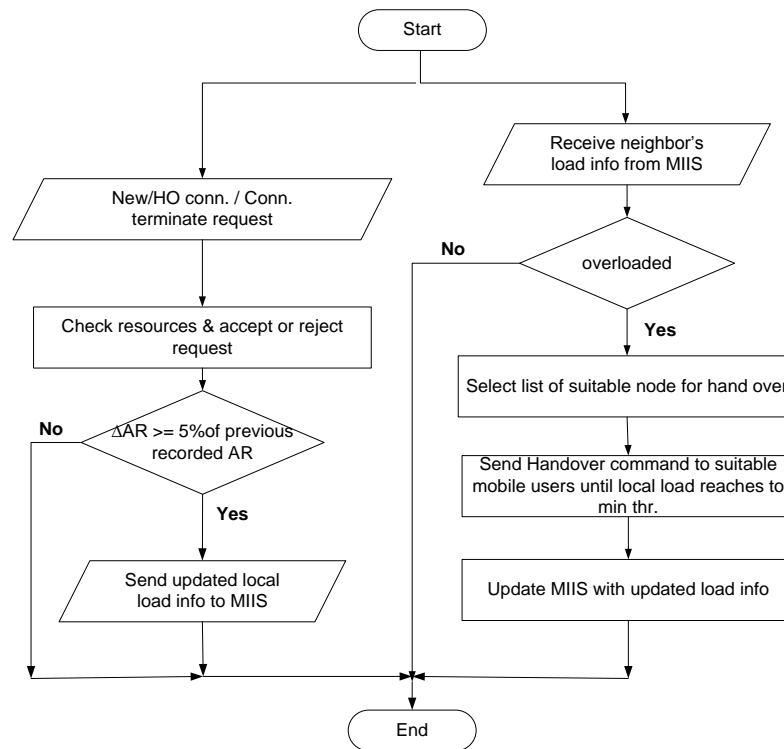 Start
New/HO conn. / Conn.
terminate request
Check resources & accept or reject
request
No
ΔAR >= 5%of previous
recorded AR
Yes
Send updated local
load info to MIIS
Receive neighbor's
load info from MIIS
No
overloaded
Yes
Select list of suitable node for hand over
Send Handover command to suitable
mobile users until local load reaches to
min thr.
Update MIIS with updated load info
End